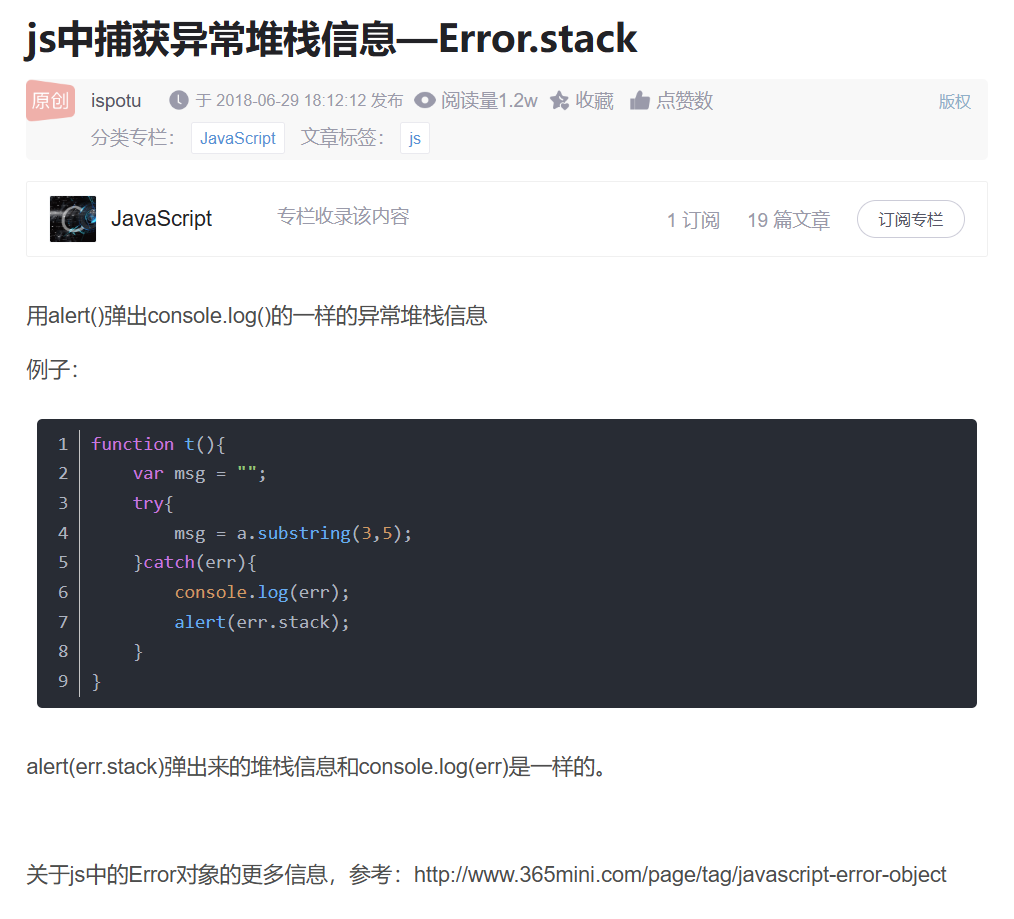 js中捕获异常堆栈信息—Error.stack
原创 ispotu 于 2018-06-29 18:12:12 发布 阅读量1.2w 收藏 点赞数 版权
分类专栏： JavaScript 文章标签： js
JavaScript 专栏收录该内容 1 订阅 19 篇文章 订阅专栏
用alert()弹出console.log()的一样的异常堆栈信息
例子：
1 function t(){
2     var msg = "";
3     try{
4         msg = a.substring(3,5);
5     }catch(err){
6         console.log(err);
7         alert(err.stack);
8     }
9 }
alert(err.stack)弹出来的堆栈信息和console.log(err)是一样的。
关于js中的Error对象的更多信息，参考：http://www.365mini.com/page/tag/javascript-error-object